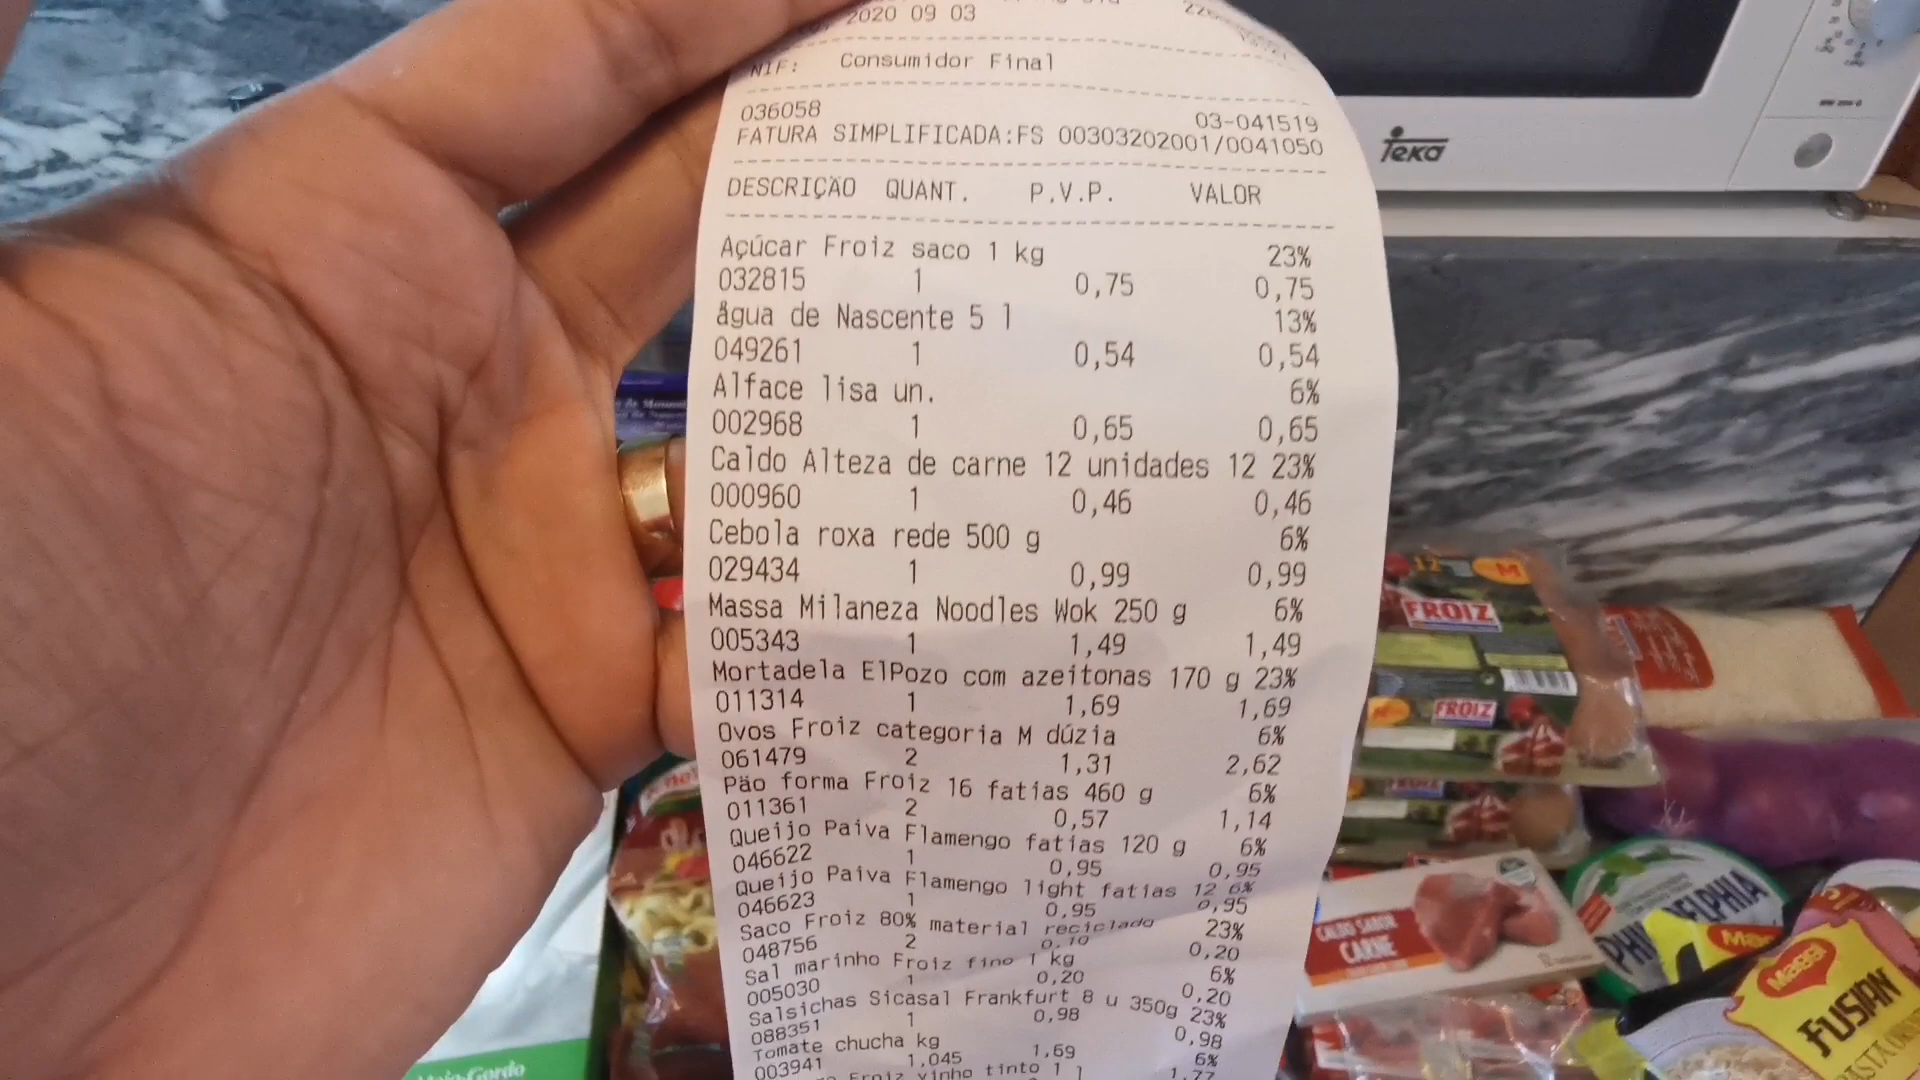 2020 09 03
NIF: Consumidor Final
036058 03-041519
FATURA SIMPLIFICADA:FS 00303202001/0041050
DESCRIÇÃO QUANT. P.V.P. VALOR
Açúcar Froiz saco 1 kg 23%
032815 1 0,75 0,75
água de Nascente 5 l 13%
049261 1 0,54 0,54
Alface lisa un. 6%
002968 1 0,65 0,65
Caldo Alteza de carne 12 unidades 12 23%
000960 1 0,46 0,46
Cebola roxa rede 500 g 6%
029434 1 0,99 0,99
Massa Milaneza Noodles Wok 250 g 6%
005343 1 1,49 1,49
Mortadela ElPozo com azeitonas 170 g 23%
011314 1 1,69 1,69
Ovos Froiz categoria M dúzia 6%
061479 2 1,31 2,62
Pão forma Froiz 16 fatias 460 g 6%
011361 2 0,57 1,14
Queijo Paiva Flamengo fatias 120 g 6%
046622 1 0,95 0,95
Queijo Paiva Flamengo light fatias 12 6%
046623 1 0,95 0,95
Saco Froiz 80% material reciclado 23%
048756 2 0,10 0,20
Sal marinho Froiz fino 1 kg 6%
005030 1 0,20 0,20
Salsichas Sicasal Frankfurt 8 u 350g 23%
088351 1 0,98 0,98
Tomate chucha kg 6%
003941 1,045 1,69 1,77
Froiz vinho tinto 1 l
Teka
12 M
FROIZ
FROIZ
CALDO SABOR
CARNE
PHI
ELPHIA
Maggi
FUSIAN